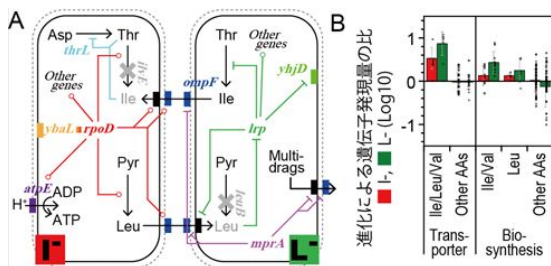 A
Asp
Thr
thrL
ilvE
Other
genes
Ile
ybaL
rpoD
atpE
ADP
H+
ATP
Pyr
Leu
I-
Thr
Other
genes
ompF
yhjD
Ile
lrp
Pyr
Multi-
drags
leuB
Leu
mprA
L-
B
進化による遺伝子発現量の比
I-, L- (Log10)
1
0
-1
Ile/Leu/Val
Other AAs
Ile/Val
Leu
Other AAs
Trans-
porter
Bio-
synthesis